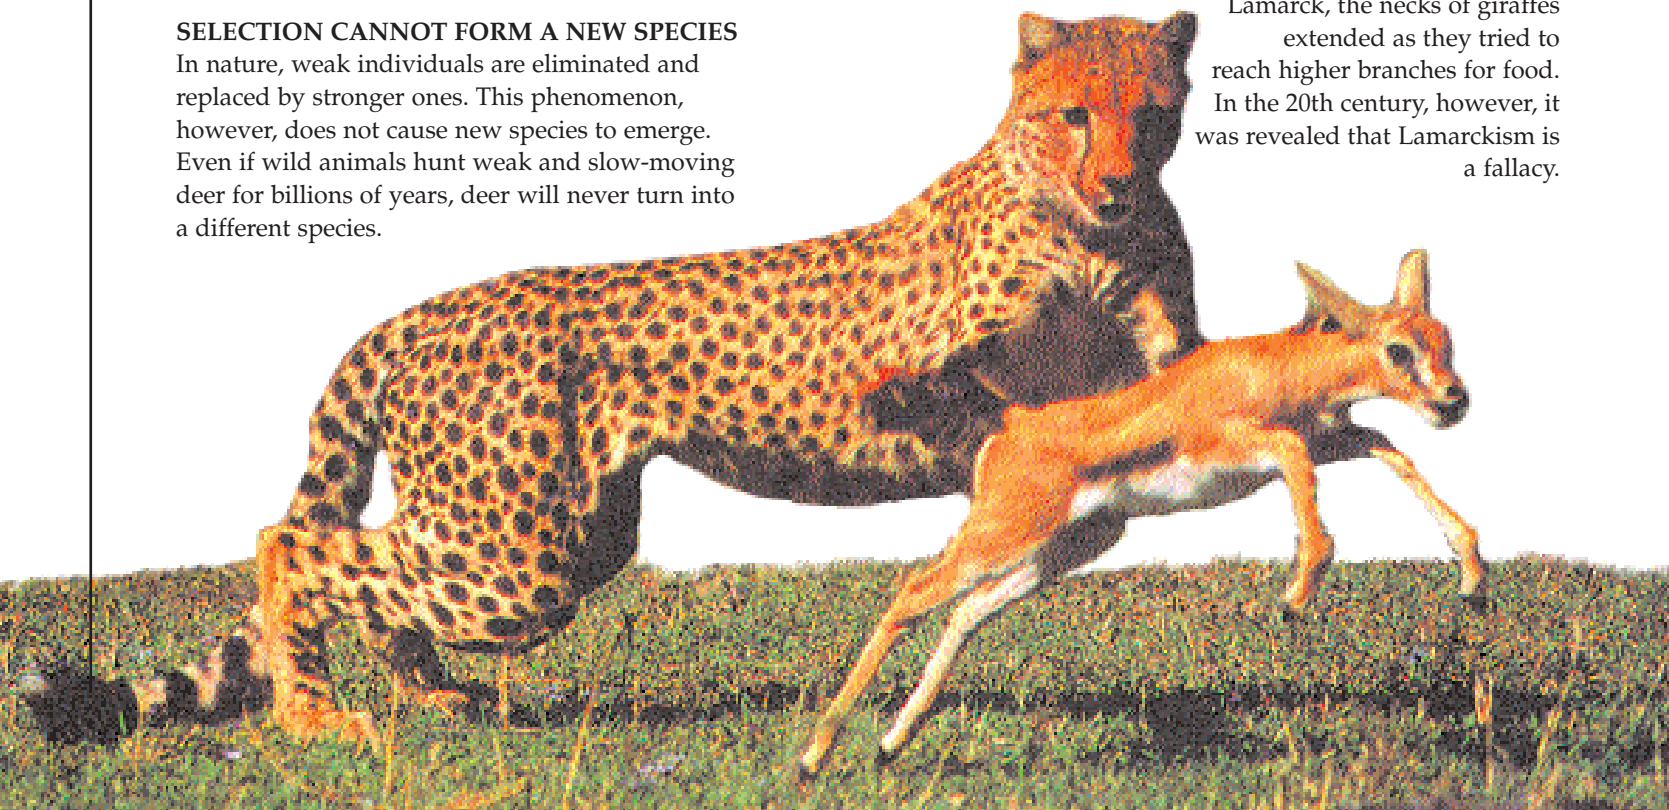 SELECTION CANNOT FORM A NEW SPECIES
In nature, weak individuals are eliminated and
replaced by stronger ones. This phenomenon,
however, does not cause new species to emerge.
Even if wild animals hunt weak and slow-moving
deer for billions of years, deer will never turn into
a different species.
Lamarck, the necks of giraffes
extended as they tried to
reach higher branches for food.
In the 20th century, however, it
was revealed that Lamarckism is
a fallacy.